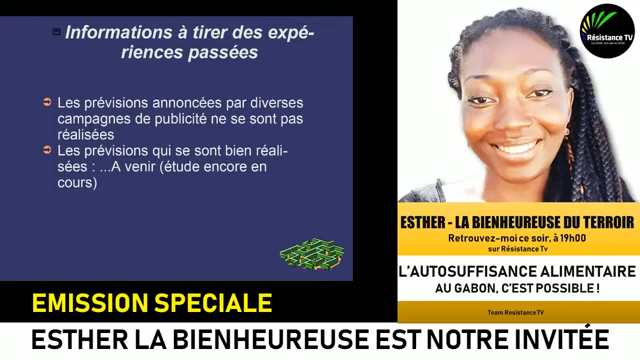 Informations à tirer des expé-
riences passées
Les prévisions annoncées par diverses
campagnes de publicité ne se sont pas
réalisées
Les prévisions qui se sont bien réali-
sées : ...A venir (étude encore en
cours)
Résistance TV
ESTHER - LA BIENHEUREUSE DU TERROIR
Retrouvez-moi ce soir, à 19h00
sur Résistance Tv
L'AUTOSUFFISANCE ALIMENTAIRE
AU GABON, C'EST POSSIBLE !
Team Resistance TV
EMISSION SPECIALE
ESTHER LA BIENHEUREUSE EST NOTRE INVITÉE